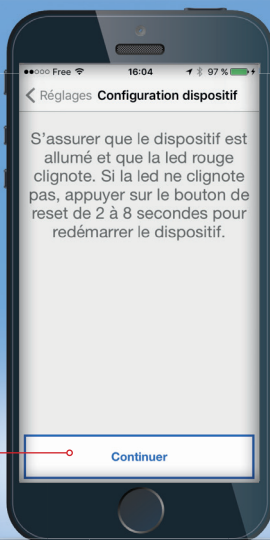 Free 16:04 97 %
Réglages Configuration dispositif
S'assurer que le dispositif est
allumé et que la led rouge
clignote. Si la led ne clignote
pas, appuyer sur le bouton de
reset de 2 à 8 secondes pour
redémarrer le dispositif.
Continuer